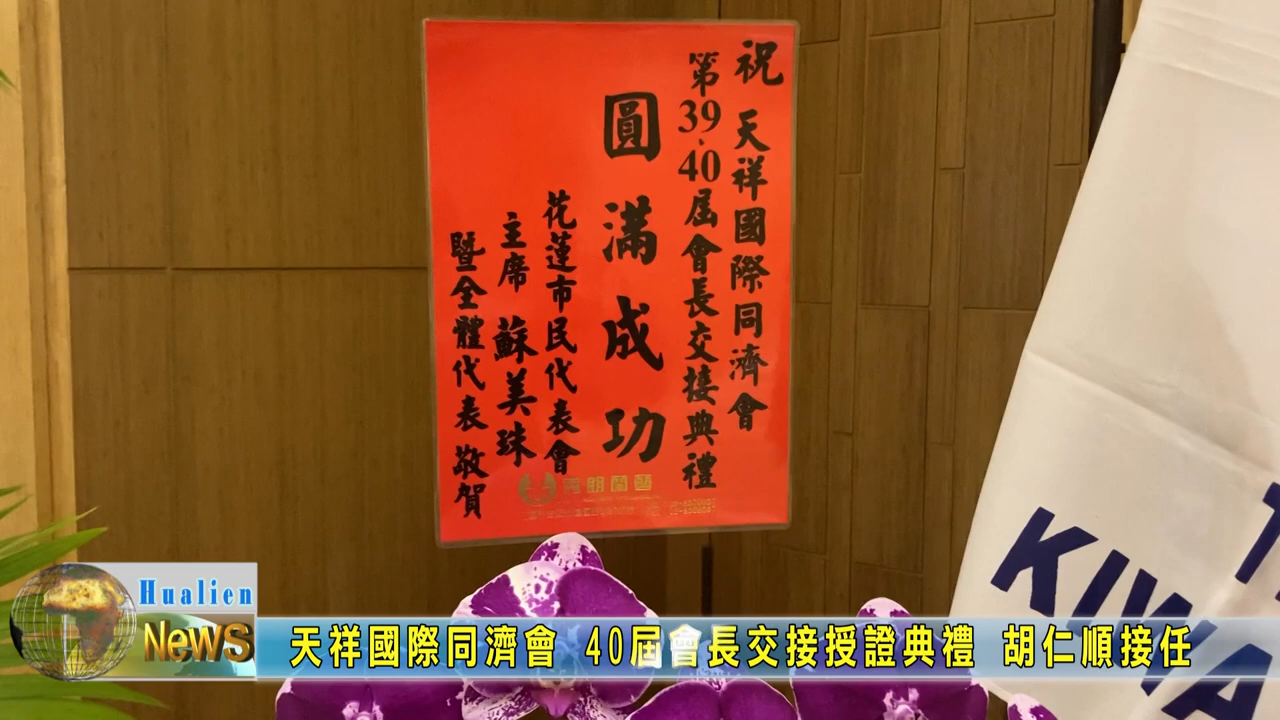 祝 天祥國際同濟會
第39、40屆會長交接典禮
圓滿成功
花蓮市民代表會
主席 蘇美珠
暨全體代表 敬賀
KIWA
Hualien
News
天祥國際同濟會 40屆會長交接授證典禮 胡仁順接任